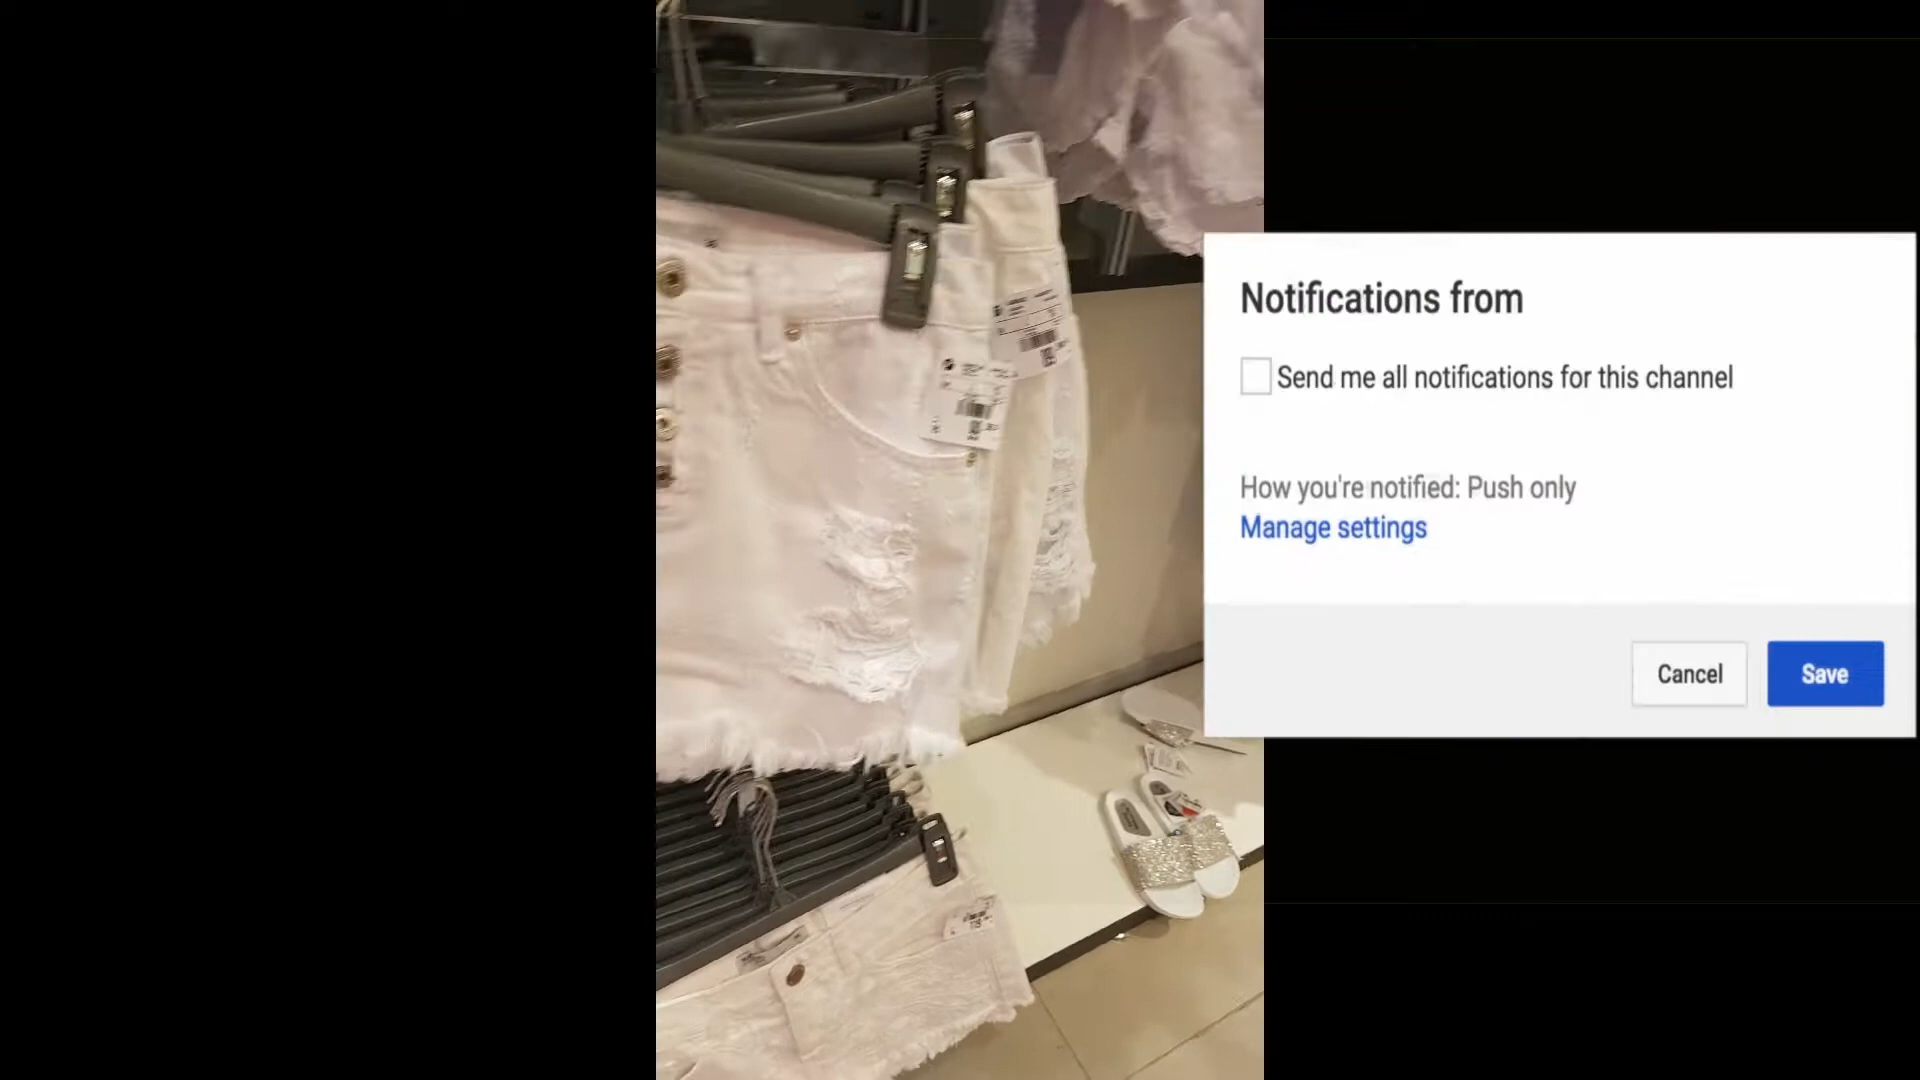 Notifications from
Send me all notifications for this channel
How you're notified: Push only
Manage settings
Cancel
Save